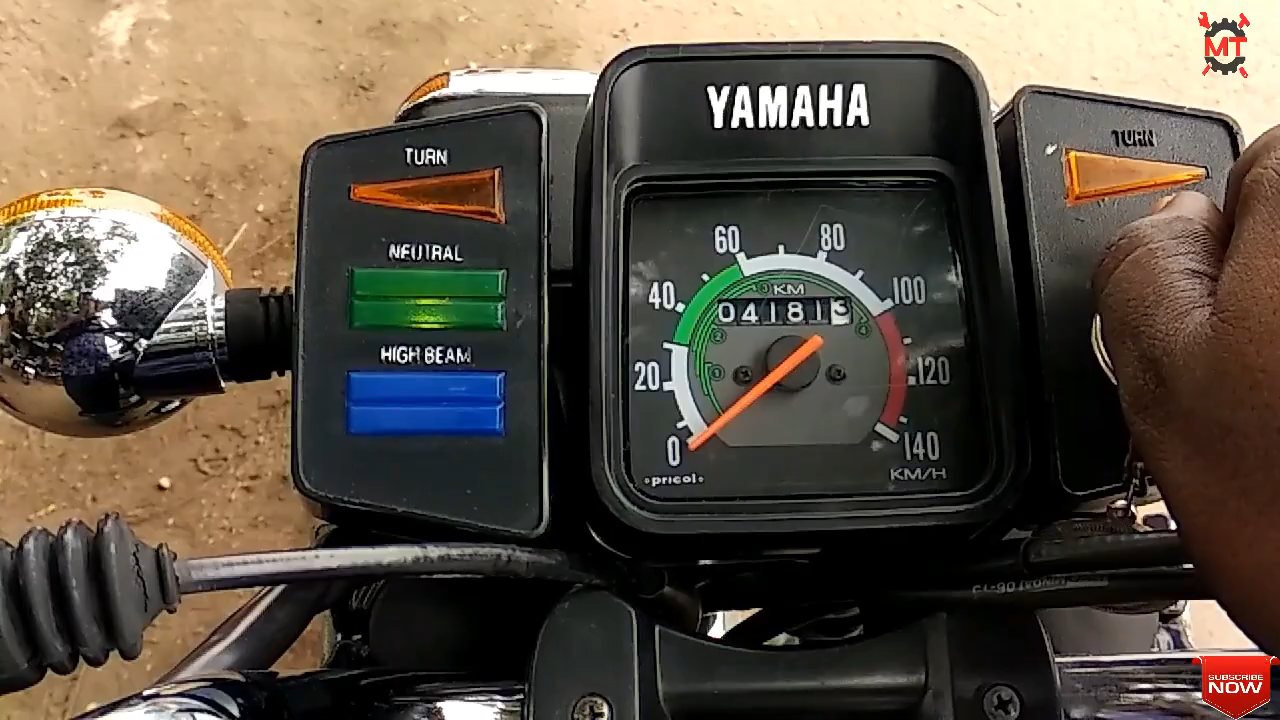 MT
YAMAHA
TURN
TURN
NEUTRAL
HIGH BEAM
0
20
40
60
80
100
120
140
KM
04181
KM/H
pricol
SUBSCRIBE
NOW